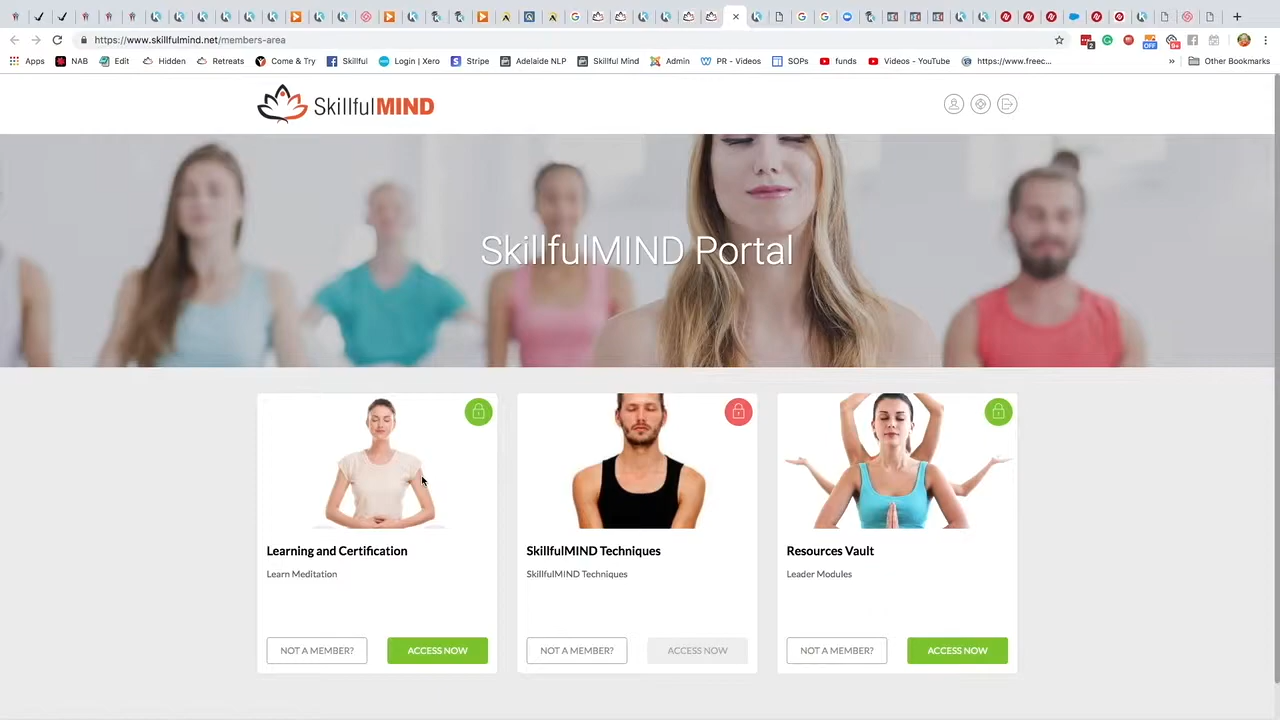 https://www.skillfulmind.net/members-area
Apps NAB Edit Hidden Retreats Come & Try Skillful Login | Xero Stripe Adelaide NLP Skillful Mind Admin PR - Videos SOPs funds Videos - YouTube https://www.freec... » Other Bookmarks
SkillfulMIND
SkillfulMIND Portal
Learning and Certification
Learn Meditation
NOT A MEMBER? ACCESS NOW
SkillfulMIND Techniques
SkillfulMIND Techniques
NOT A MEMBER? ACCESS NOW
Resources Vault
Leader Modules
NOT A MEMBER? ACCESS NOW